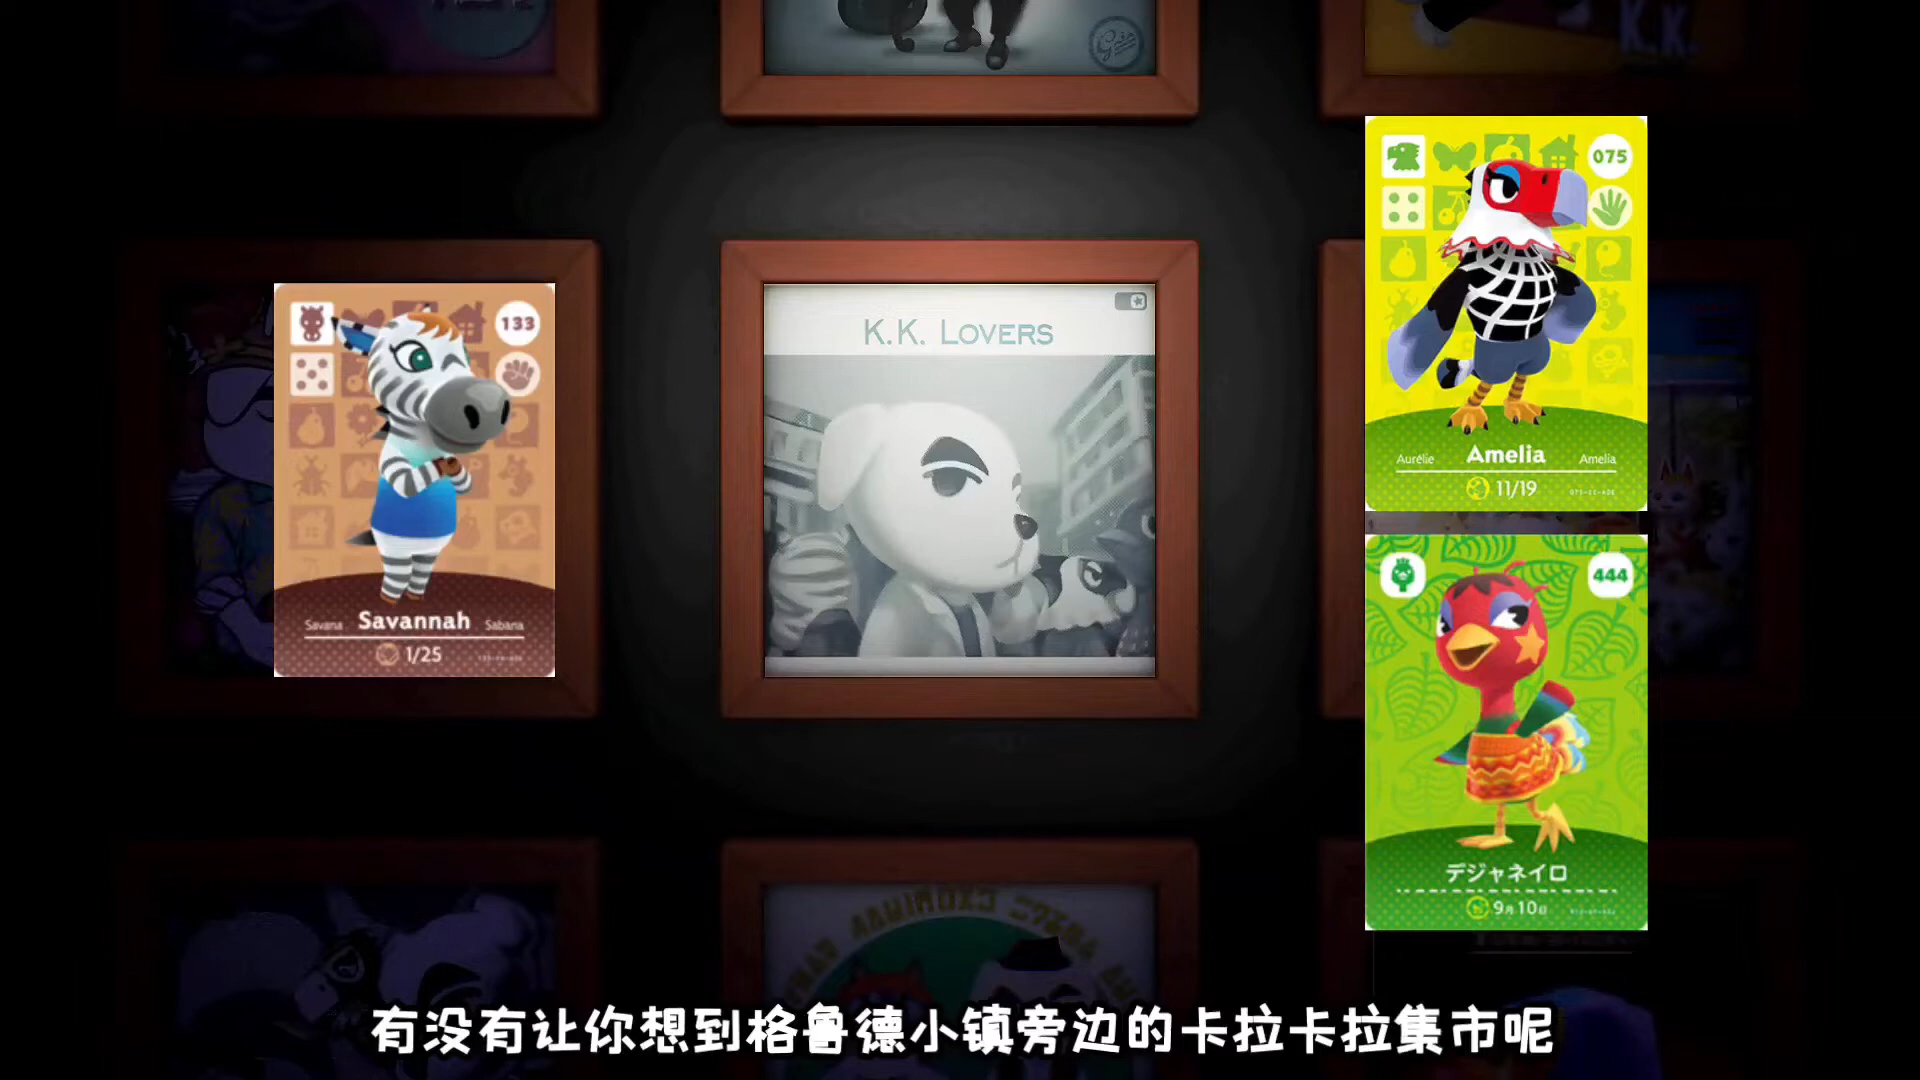 K.K.
K.K. LOVERS
133
Savana Savannah Sabana
1/25
075
Aurélie Amelia Amelia
11/19
444
デジャネイロ
9月10日
有没有让你想到格鲁德小镇旁边的卡拉卡拉集市呢